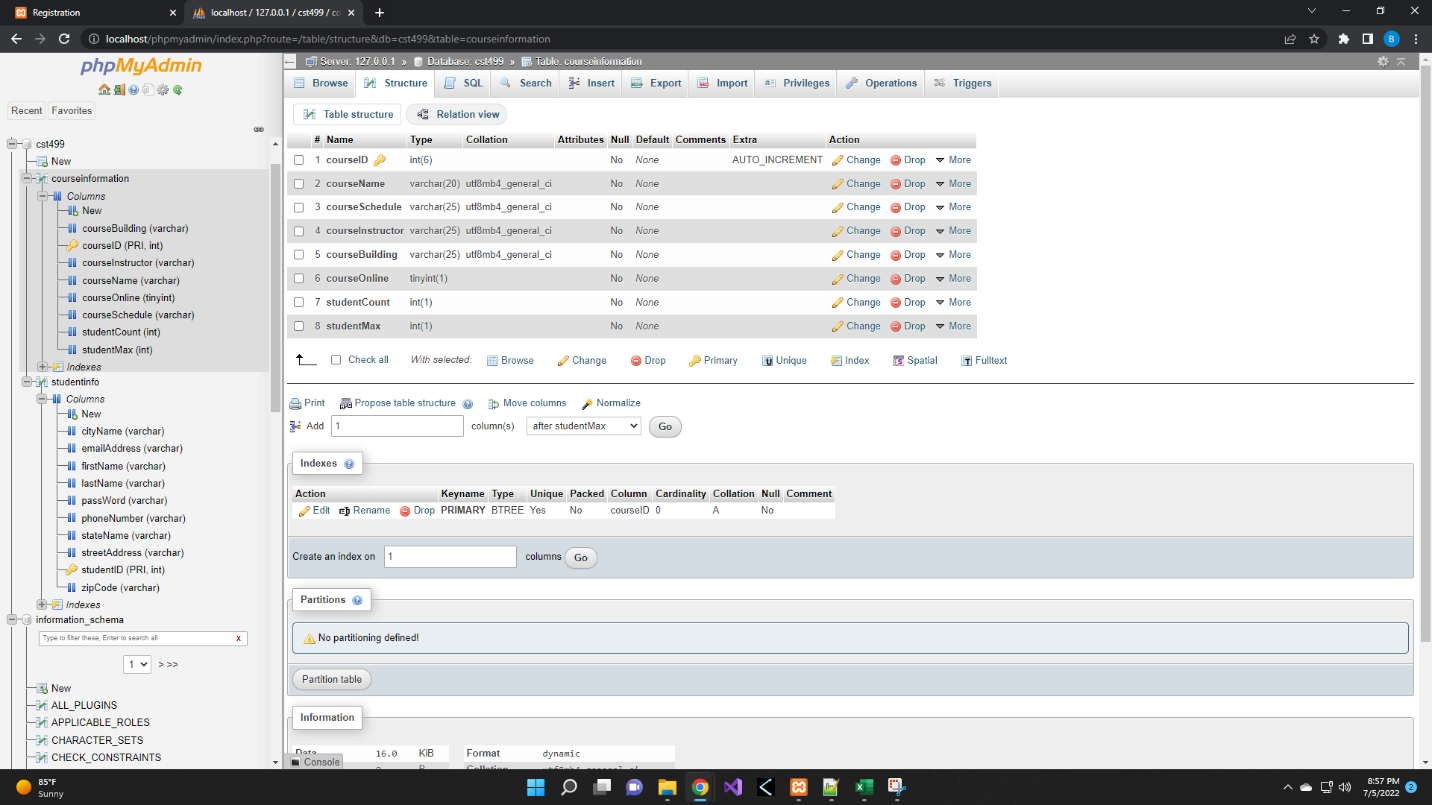 Registration
localhost / 127.0.0.1 / cst499 / co
localhost/phpmyadmin/index.php?route=/table/structure&db=cst499&table=courseinformation
B
phpMyAdmin
Recent Favorites
cst499
New
courseinformation
Columns
New
courseBuilding (varchar)
courseID (PRI, int)
courseInstructor (varchar)
courseName (varchar)
courseOnline (tinyint)
courseSchedule (varchar)
studentCount (int)
studentMax (int)
Indexes
studentinfo
Columns
New
cityName (varchar)
emailAddress (varchar)
firstName (varchar)
lastName (varchar)
passWord (varchar)
phoneNumber (varchar)
stateName (varchar)
streetAddress (varchar)
studentID (PRI, int)
zipCode (varchar)
Indexes
information_schema
Type to filter these, Enter to search all X
1 > >>
New
ALL_PLUGINS
APPLICABLE_ROLES
CHARACTER_SETS
CHECK_CONSTRAINTS
Server: 127.0.0.1 » Database: cst499 » Table: courseinformation
Browse Structure SQL Search Insert Export Import Privileges Operations Triggers
Table structure Relation view
# Name Type Collation Attributes Null Default Comments Extra Action
1 courseID int(6) No None AUTO_INCREMENT Change Drop More
2 courseName varchar(20) utf8mb4_general_ci No None Change Drop More
3 courseSchedule varchar(25) utf8mb4_general_ci No None Change Drop More
4 courseInstructor varchar(25) utf8mb4_general_ci No None Change Drop More
5 courseBuilding varchar(25) utf8mb4_general_ci No None Change Drop More
6 courseOnline tinyint(1) No None Change Drop More
7 studentCount int(1) No None Change Drop More
8 studentMax int(1) No None Change Drop More
Check all With selected: Browse Change Drop Primary Unique Index Spatial Fulltext
Print Propose table structure Move columns Normalize
Add 1 column(s) after studentMax Go
Indexes
Action Keyname Type Unique Packed Column Cardinality Collation Null Comment
Edit Rename Drop PRIMARY BTREE Yes No courseID 0 A No
Create an index on 1 columns Go
Partitions
No partitioning defined!
Partition table
Information
Data 16.0 KiB Format dynamic
Console
85°F
Sunny
8:57 PM
7/5/2022
2